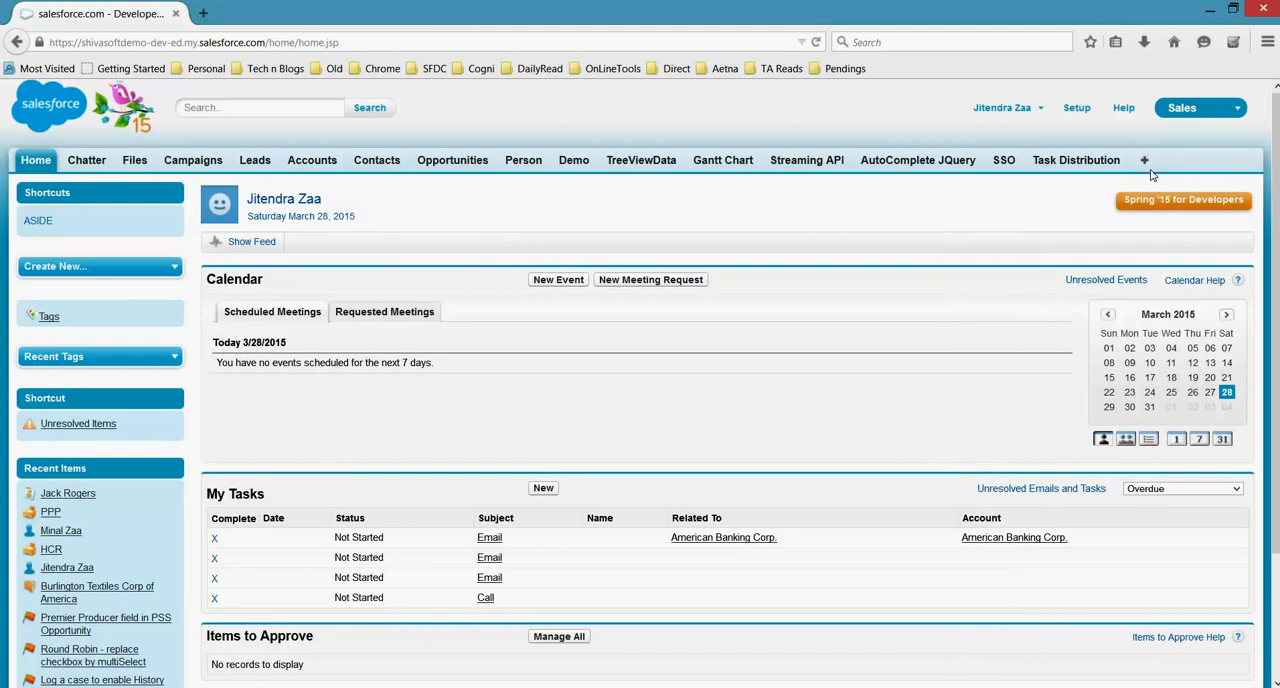 salesforce.com - Develope...
https://shivasoftdemo-dev-ed.my.salesforce.com/home/home.jsp
Search
Most Visited Getting Started Personal Tech n Blogs Old Chrome SFDC Cogni DailyRead OnLineTools Direct Aetna TA Reads Pendings
salesforce 15
Search... Search
Jitendra Zaa Setup Help Sales
Home Chatter Files Campaigns Leads Accounts Contacts Opportunities Person Demo TreeViewData Gantt Chart Streaming API AutoComplete JQuery SSO Task Distribution +
Shortcuts
ASIDE
Create New...
Tags
Recent Tags
Shortcut
Unresolved Items
Recent Items
Jack Rogers
PPP
Minal Zaa
HCR
Jitendra Zaa
Burlington Textiles Corp of
America
Premier Producer field in PSS
Opportunity
Round Robin - replace
checkbox by multiSelect
Log a case to enable History
Jitendra Zaa
Saturday March 28, 2015
Spring '15 for Developers
Show Feed
Calendar New Event New Meeting Request Unresolved Events Calendar Help ?
Scheduled Meetings Requested Meetings
Today 3/28/2015
You have no events scheduled for the next 7 days.
March 2015
Sun Mon Tue Wed Thu Fri Sat
01 02 03 04 05 06 07
08 09 10 11 12 13 14
15 16 17 18 19 20 21
22 23 24 25 26 27 28
29 30 31 01 02 03 04
1 7 31
My Tasks New Unresolved Emails and Tasks Overdue
Complete Date Status Subject Name Related To Account
X Not Started Email American Banking Corp. American Banking Corp.
X Not Started Email
X Not Started Email
X Not Started Call
Items to Approve Manage All Items to Approve Help ?
No records to display